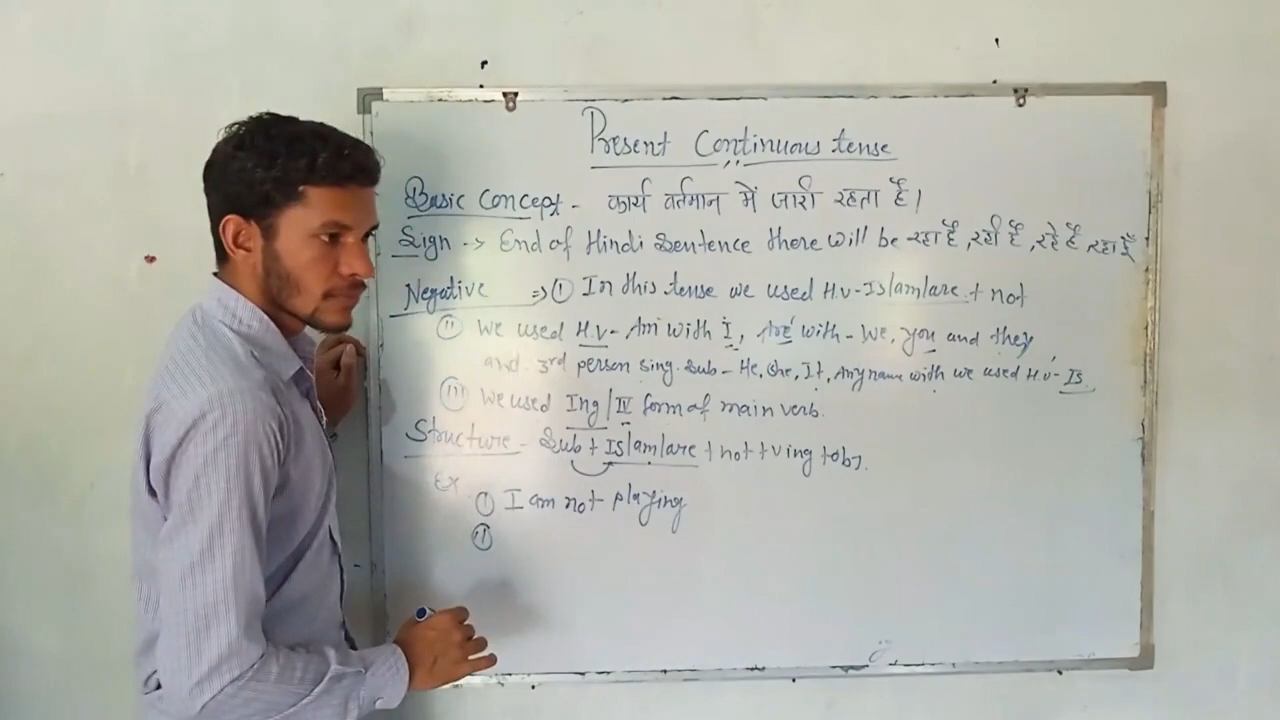 Present Continuous tense
Basic Concept - कार्य वर्तमान में जारी रहता है।
Sign -> End of Hindi Sentence there will be रहा है, रही है, रहे है, रहा हूँ
Negative => (I) In this tense we used H.V - Is/am/are + not
(II) We used H.V - Am with I, Are with - We, you and they
and 3rd person sing. Sub - He, She, It, Any name with we used H.V - Is
(III) We used Ing/IV form of main verb.
Structure - Sub + Is/am/are + not + v ing + obj.
Ex.
(I) I am not playing
(II)